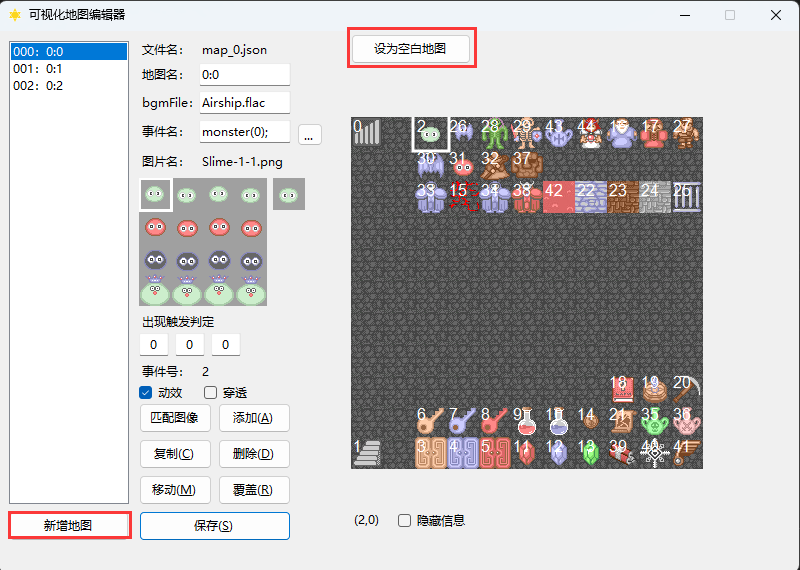 可视化地图编辑器
000: 0:0
001: 0:1
002: 0:2
新增地图
文件名: map_0.json
地图名: 0:0
bgmFile: Airship.flac
事件名: monster(0); ...
图片名: Slime-1-1.png
出现触发判定
0 0 0
事件号: 2
动效 穿透
匹配图像 添加(A)
复制(C) 删除(D)
移动(M) 覆盖(R)
保存(S)
设为空白地图
0 2 26 28 29 43 44 16 17 27
30 31 32 37
33 15 34 38 42 22 23 24 25
18 19 20
6 7 8 9 10 14 21 35 36
1 3 4 5 11 12 13 39 40 41
(2,0) 隐藏信息